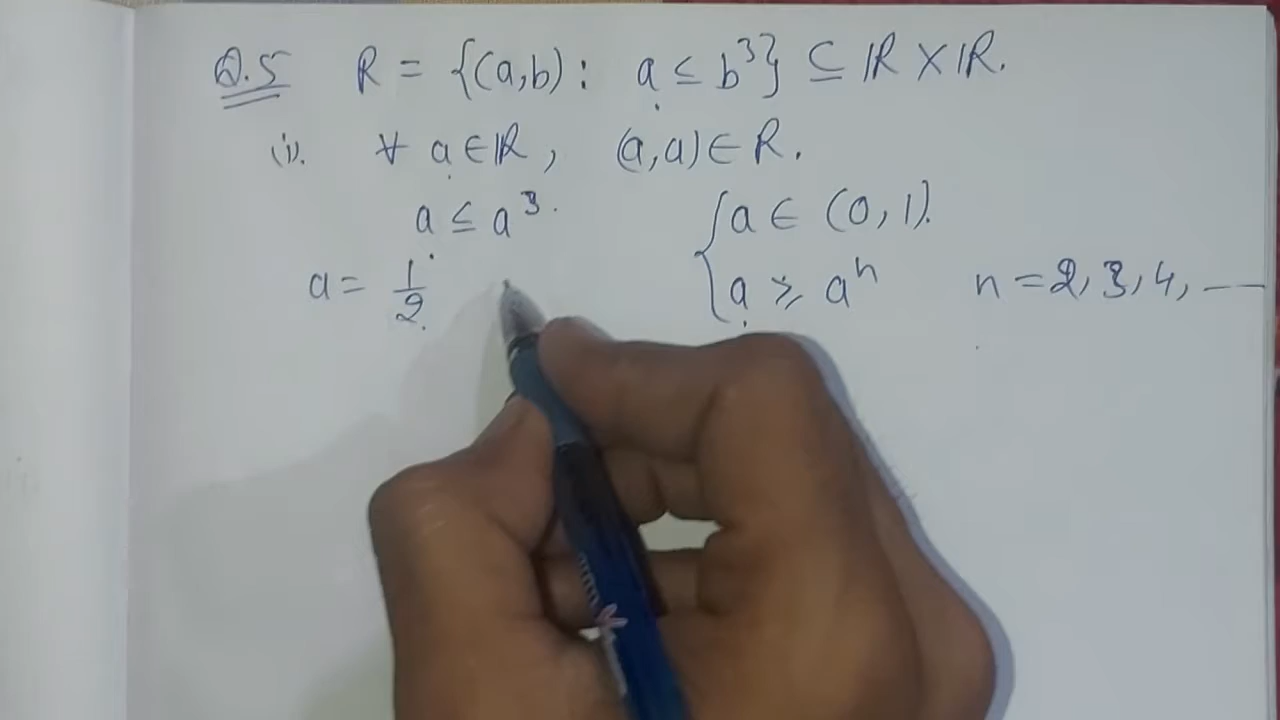 Q.5 R = {(a,b) : a ≤ b³} ⊆ ℝ × ℝ.
(i). ∀ a ∈ ℝ, (a,a) ∈ R.
a ≤ a³. { a ∈ (0,1).
a = 1/2 a ≥ aⁿ n = 2, 3, 4, ---